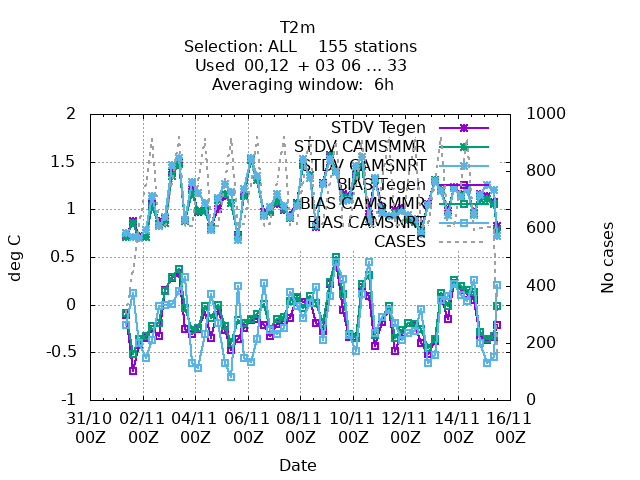 T2m
Selection: ALL    155 stations
Used  00,12  + 03 06 ... 33
Averaging window:  6h
STDV Tegen
STDV CAMSMMR
STDV CAMSNRT
BIAS Tegen
BIAS CAMSMMR
BIAS CAMSNRT
CASES
2
1.5
1
0.5
0
-0.5
-1
deg C
1000
800
600
400
200
0
No cases
31/10 02/11 04/11 06/11 08/11 10/11 12/11 14/11 16/11
00Z 00Z 00Z 00Z 00Z 00Z 00Z 00Z 00Z
Date